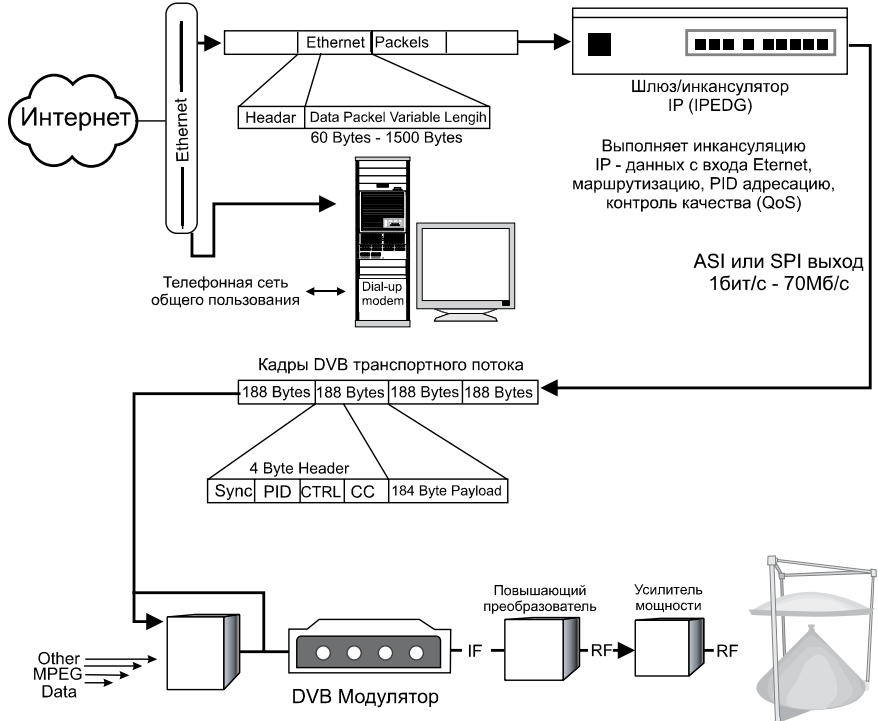 Интернет
Ethernet
Ethernet Packels
Headar
Data Packel Variable Lengih
60 Bytes - 1500 Bytes
Шлюз/инкансулятор
IP (IPEDG)
Выполняет инкансуляцию
IP - данных с входа Eternet,
маршрутизацию, PID адресацию,
контроль качества (QoS)
Телефонная сеть
общего пользования
Dial-up
modem
ASI или SPI выход
1бит/с - 70Мб/с
Кадры DVB транспортного потока
188 Bytes 188 Bytes 188 Bytes 188 Bytes
4 Byte Header
Sync PID CTRL CC 184 Byte Payload
Other
MPEG
Data
DVB Модулятор
IF
Повышающий
преобразователь
RF
Усилитель
мощности
RF